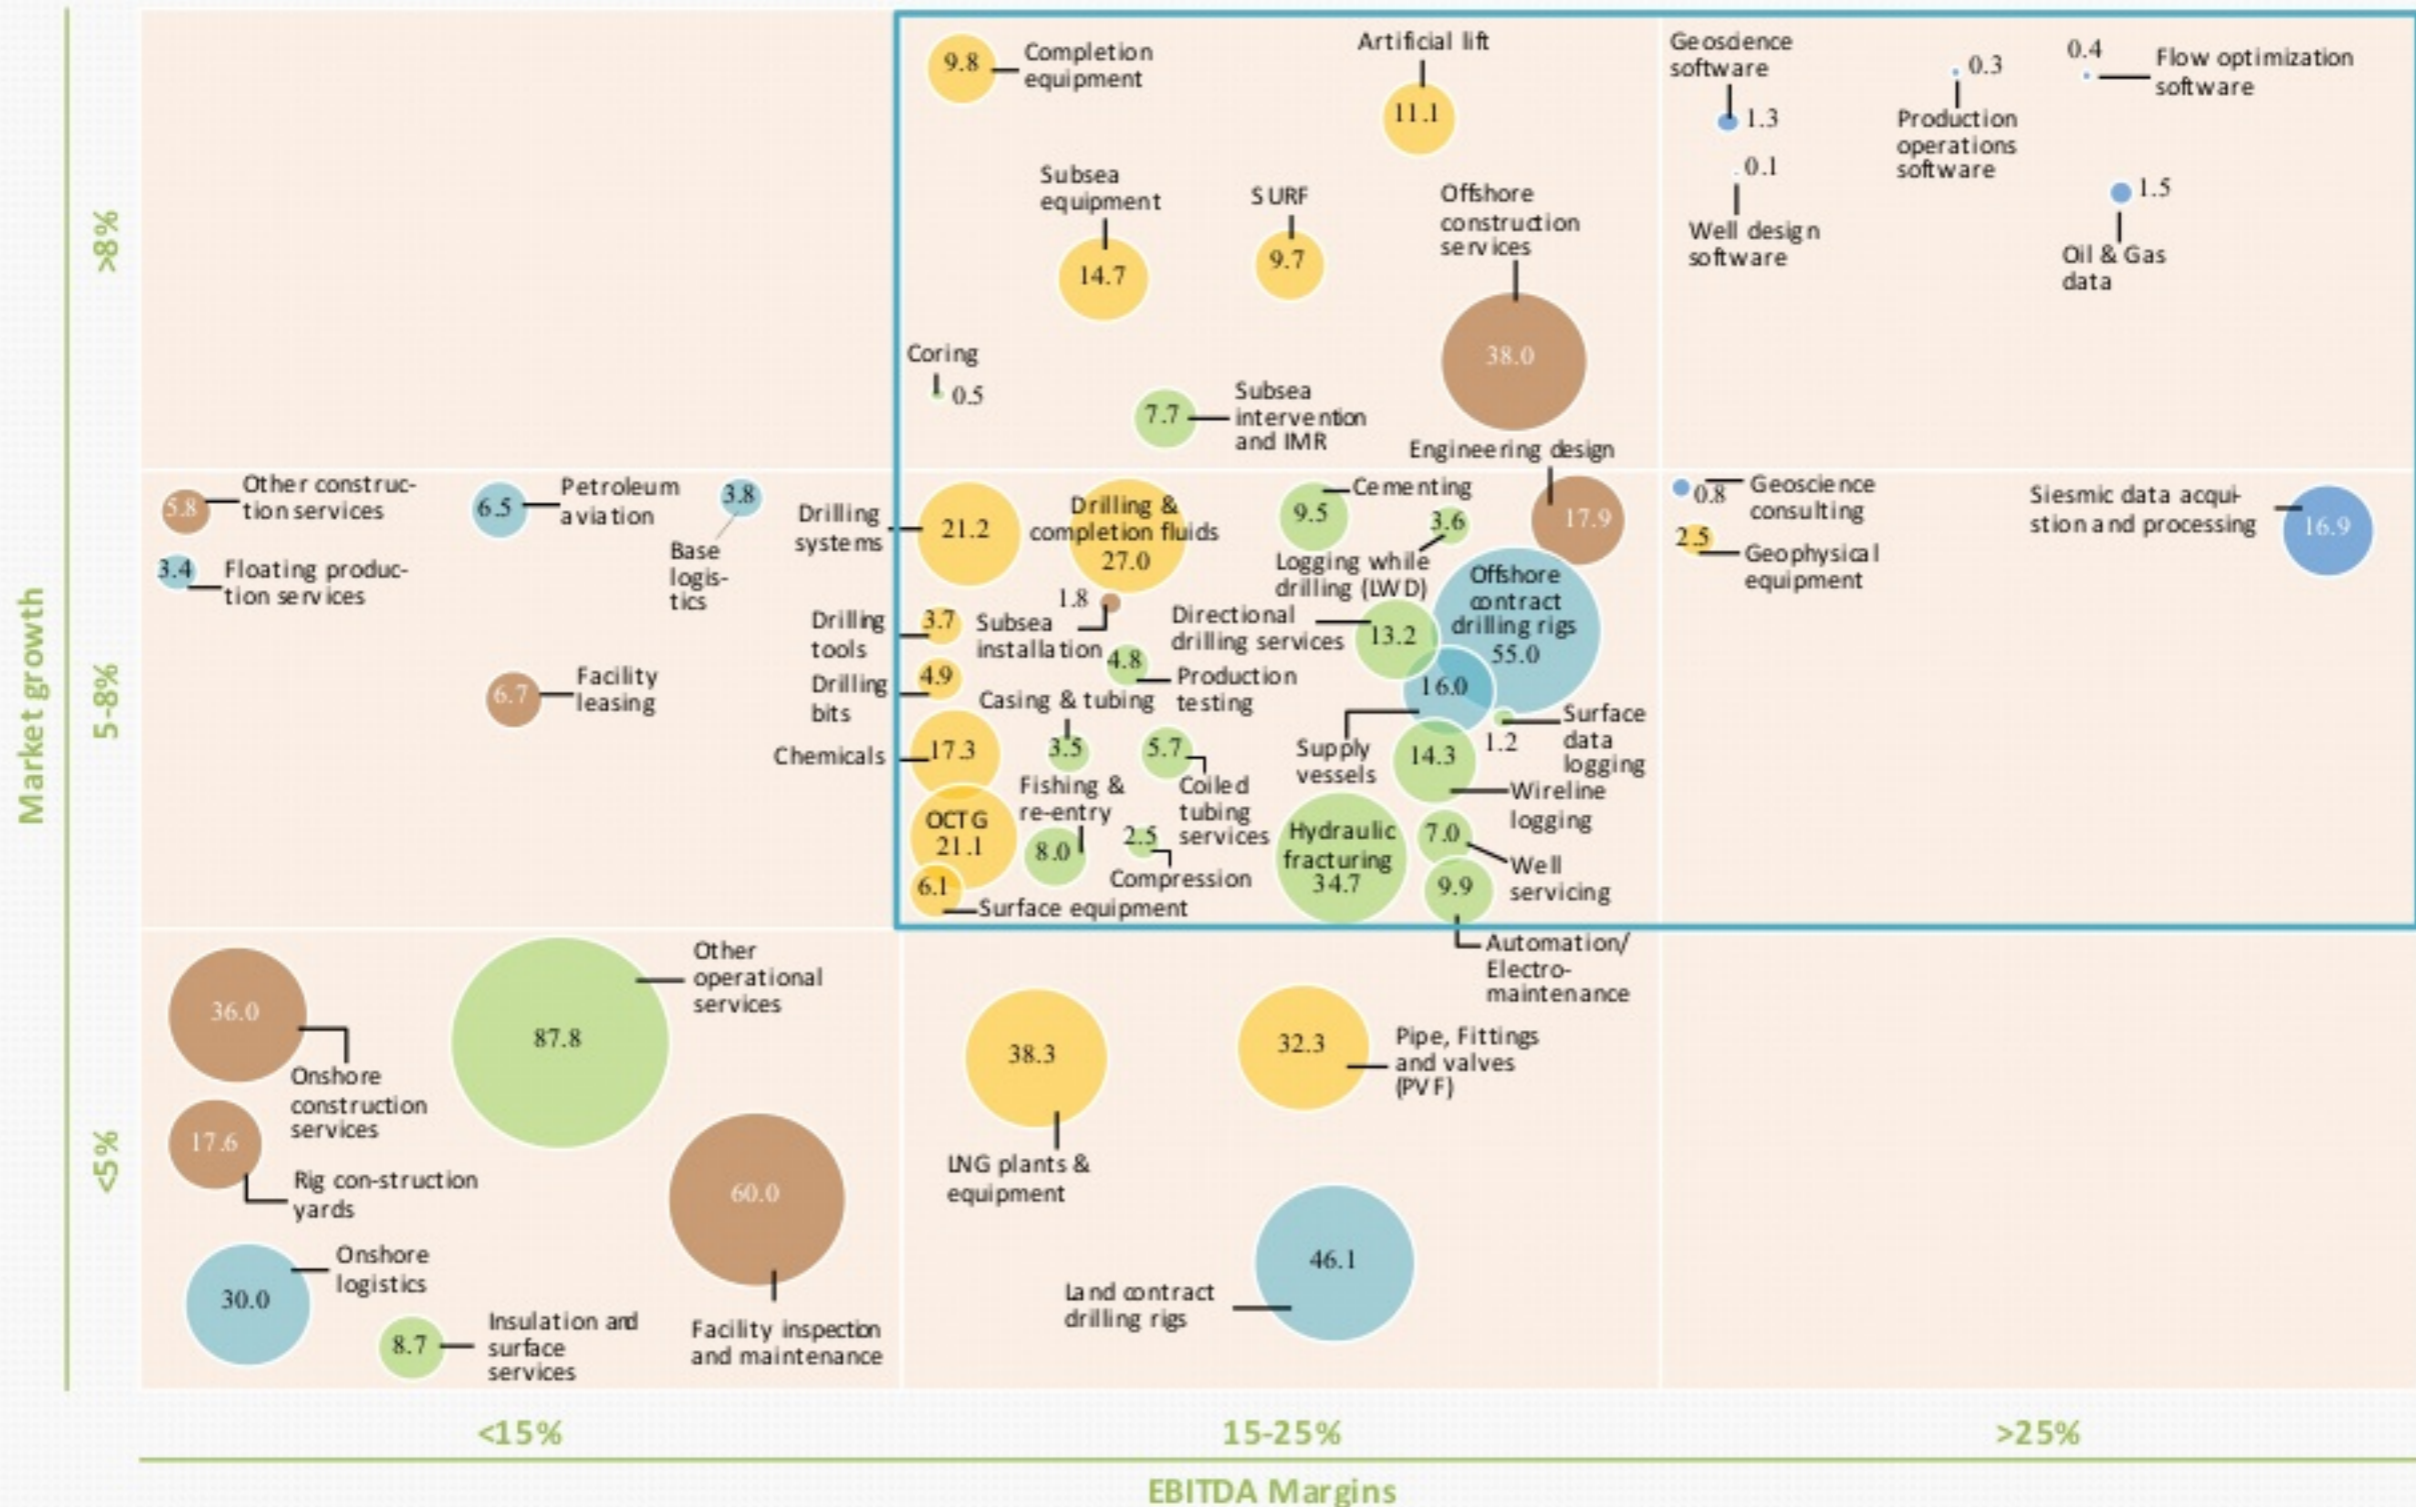 Market growth
>8%
5-8%
<5%
9.8
Completion
equipment
Artificial lift
11.1
Geoscience
software
1.3
0.1
Well design
software
0.3
Production
operations
software
0.4
Flow optimization
software
1.5
Oil & Gas
data
Subsea
equipment
14.7
SURF
9.7
Offshore
construction
services
38.0
Coring
0.5
7.7
Subsea
intervention
and IMR
Engineering design
17.9
5.8
Other construc-
tion services
3.4
Floating produc-
tion services
6.5
Petroleum
aviation
3.8
Base
logis-
tics
6.7
Facility
leasing
Drilling
systems
21.2
Drilling &
completion fluids
27.0
9.5
Cementing
3.6
Logging while
drilling (LWD)
Offshore
contract
drilling rigs
55.0
0.8
Geoscience
consulting
2.5
Geophysical
equipment
Siesmic data acqui-
stion and processing
16.9
Drilling
tools
3.7
1.8
Subsea
installation
Directional
drilling services
13.2
Drilling
bits
4.9
4.8
Production
testing
16.0
Supply
vessels
Casing & tubing
3.5
5.7
Coiled
tubing
services
1.2
Surface
data
logging
Chemicals
17.3
14.3
Wireline
logging
OCTG
21.1
Fishing &
re-entry
8.0
2.5
Compression
Hydraulic
fracturing
34.7
7.0
Well
servicing
6.1
Surface equipment
9.9
Automation/
Electro-
maintenance
36.0
Onshore
construction
services
87.8
Other
operational
services
17.6
Rig con-struction
yards
60.0
Facility inspection
and maintenance
30.0
Onshore
logistics
8.7
Insulation and
surface
services
38.3
LNG plants &
equipment
32.3
Pipe, Fittings
and valves
(PVF)
46.1
Land contract
drilling rigs
<15%
15-25%
>25%
EBITDA Margins